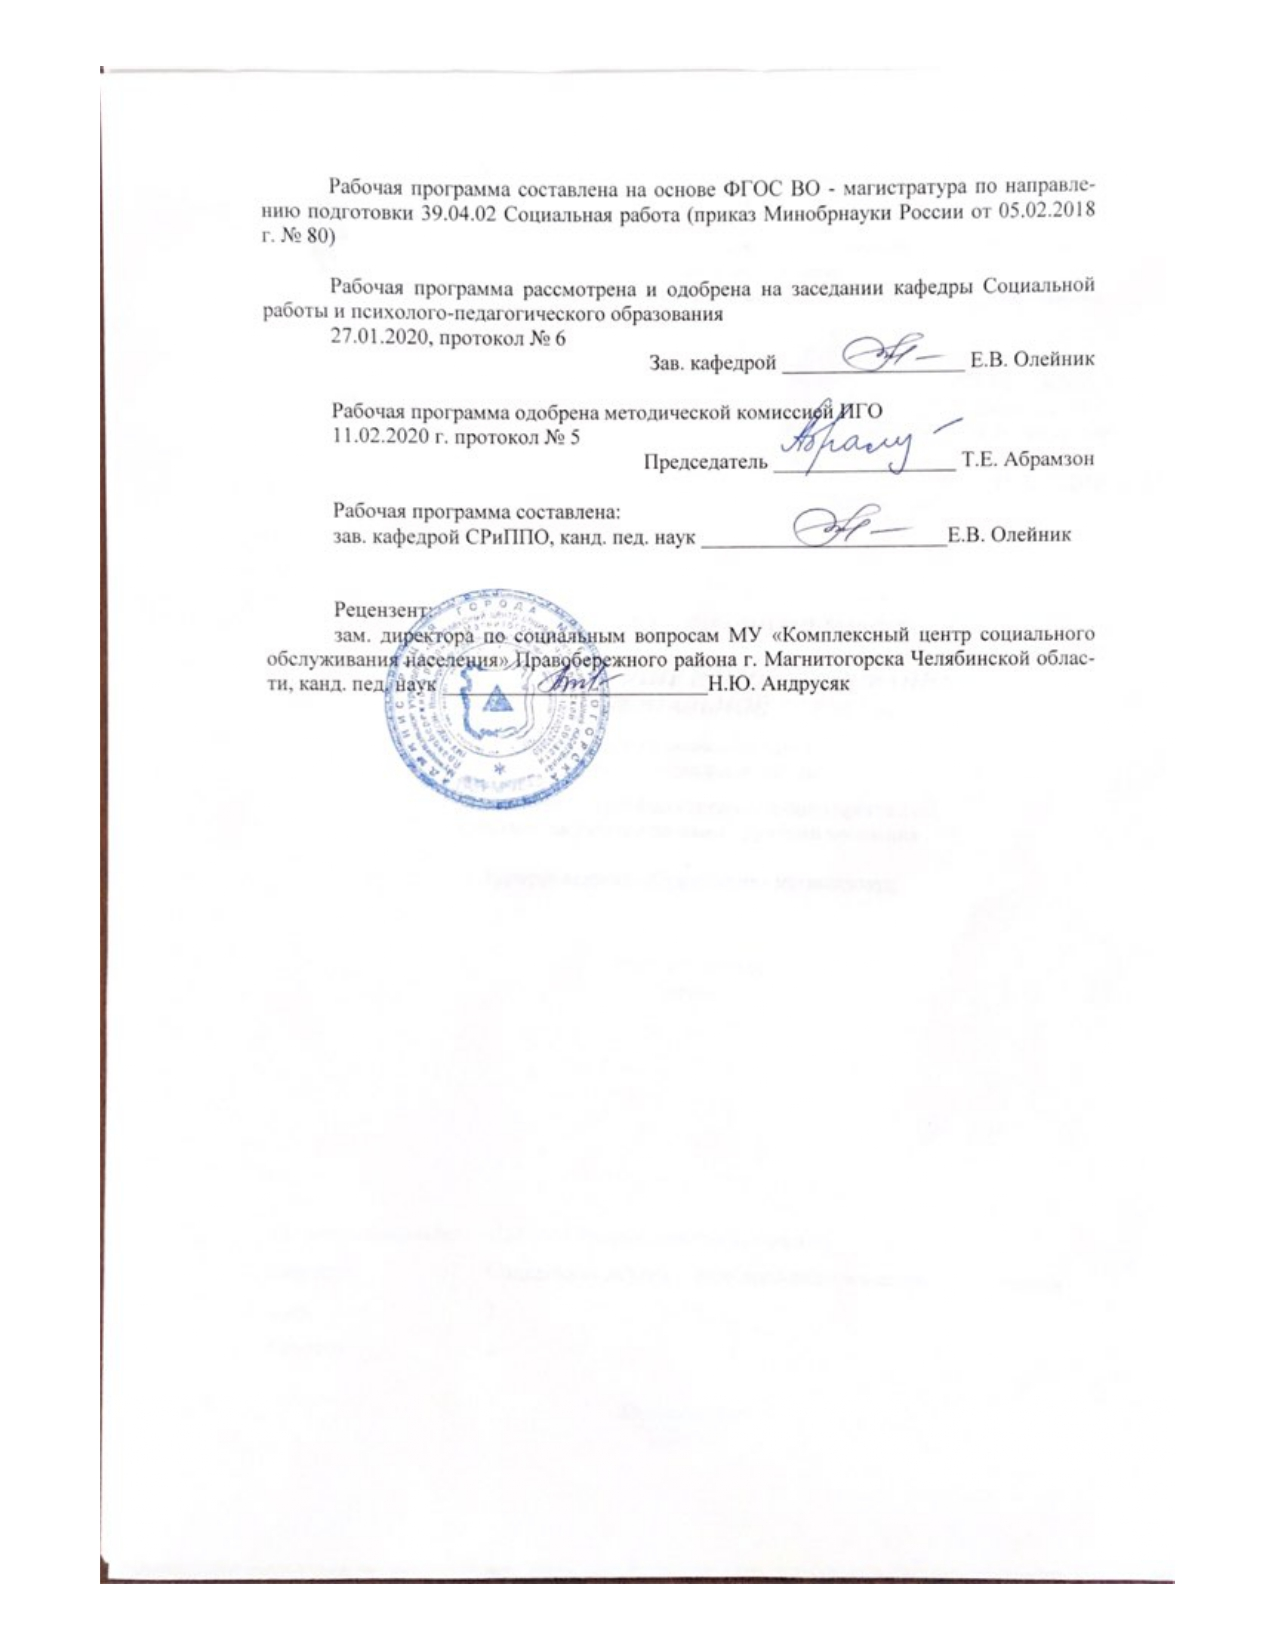 Рабочая программа составлена на основе ФГОС ВО - магистратура по направле-
нию подготовки 39.04.02 Социальная работа (приказ Минобрнауки России от 05.02.2018
г. № 80)
Рабочая программа рассмотрена и одобрена на заседании кафедры Социальной
работы и психолого-педагогического образования
27.01.2020, протокол № 6
Зав. кафедрой _________________ Е.В. Олейник
Рабочая программа одобрена методической комиссией ИГО
11.02.2020 г. протокол № 5
Председатель _________________ Т.Е. Абрамзон
Рабочая программа составлена:
зав. кафедрой СРиППО, канд. пед. наук _______________________Е.В. Олейник
Рецензент:
зам. директора по социальным вопросам МУ «Комплексный центр социального
обслуживания населения» Правобережного района г. Магнитогорска Челябинской облас-
ти, канд. пед. наук _________________________Н.Ю. Андрусяк